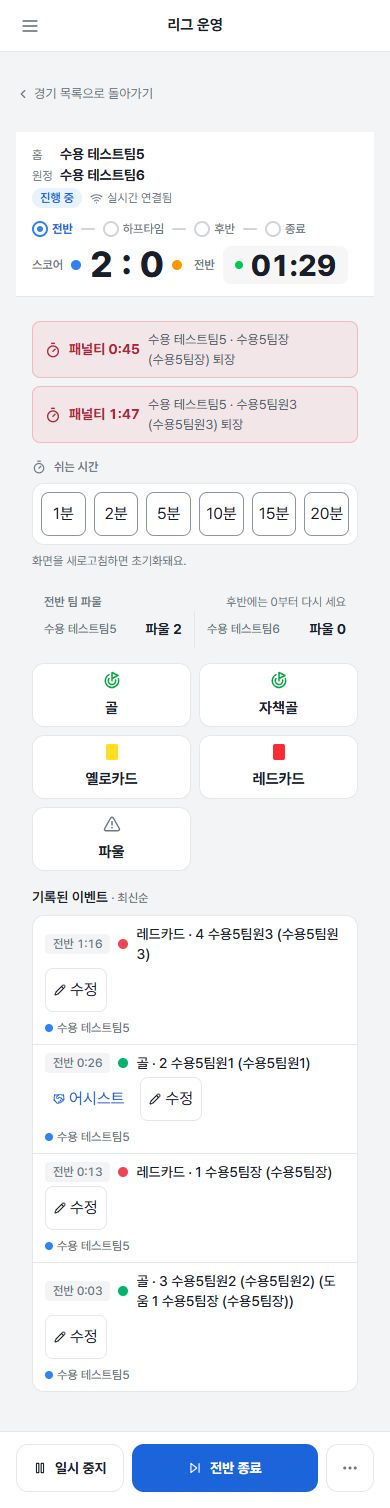 리그 운영
경기 목록으로 돌아가기
홈 수용 테스트팀5
원정 수용 테스트팀6
진행 중 실시간 연결됨
전반 하프타임 후반 종료
스코어 2 : 0 전반 01:29
패널티 0:45 수용 테스트팀5 · 수용5팀장
(수용5팀장) 퇴장
패널티 1:47 수용 테스트팀5 · 수용5팀원3
(수용5팀원3) 퇴장
쉬는 시간
1분 2분 5분 10분 15분 20분
화면을 새로고침하면 초기화돼요.
전반 팀 파울 후반에는 0부터 다시 세요
수용 테스트팀5 파울 2 수용 테스트팀6 파울 0
골 자책골
옐로카드 레드카드
파울
기록된 이벤트 · 최신순
전반 1:16 레드카드 · 4 수용5팀원3 (수용5팀원
3)
수정
수용 테스트팀5
전반 0:26 골 · 2 수용5팀원1 (수용5팀원1)
어시스트 수정
수용 테스트팀5
전반 0:13 레드카드 · 1 수용5팀장 (수용5팀장)
수정
수용 테스트팀5
전반 0:03 골 · 3 수용5팀원2 (수용5팀원2) (도
움 1 수용5팀장 (수용5팀장))
수정
수용 테스트팀5
일시 중지 전반 종료